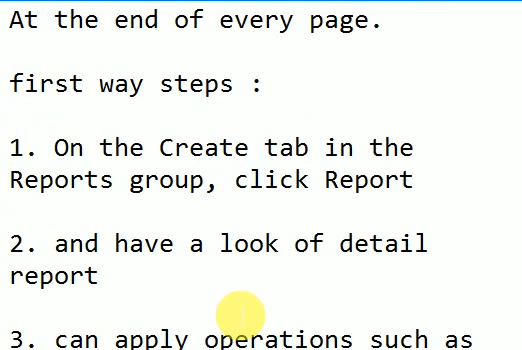 At the end of every page.
first way steps :
1. On the Create tab in the
Reports group, click Report
2. and have a look of detail
report
3. can apply operations such as